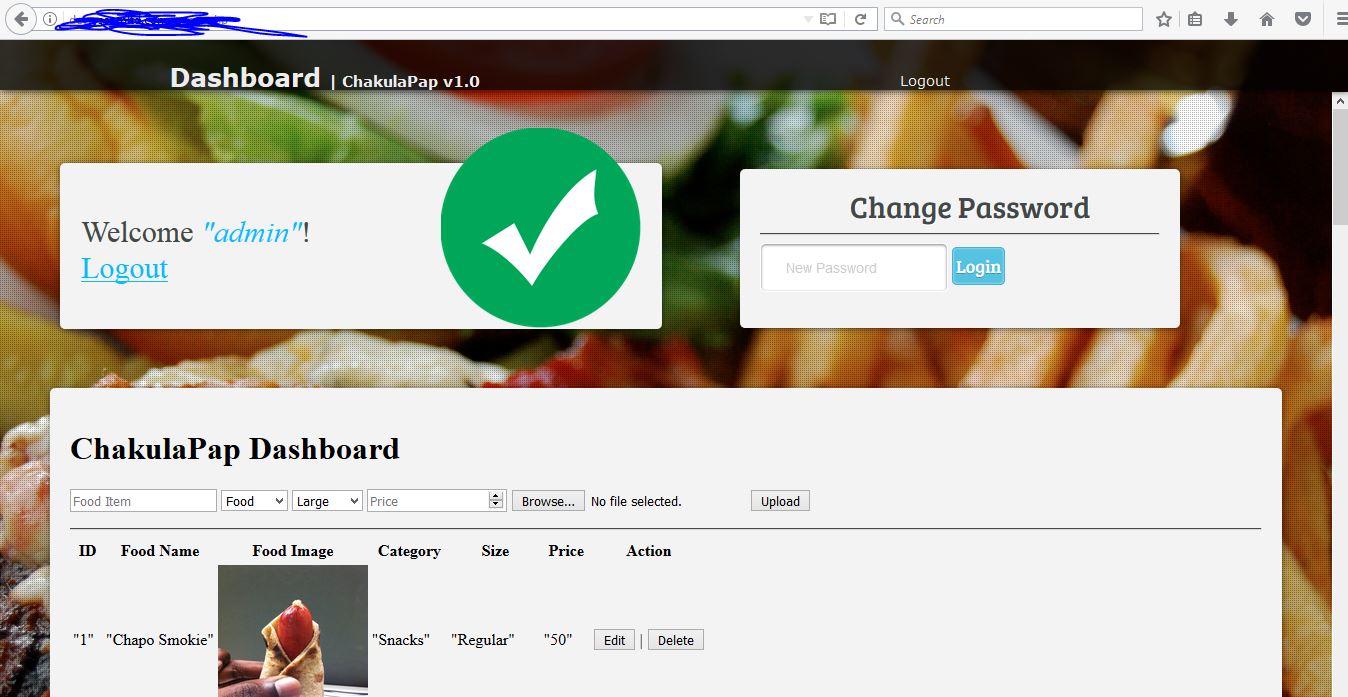 Search
Dashboard | ChakulaPap v1.0
Logout
Welcome "admin"!
Logout
Change Password
New Password Login
ChakulaPap Dashboard
Food Item Food Large Price Browse... No file selected. Upload
ID Food Name Food Image Category Size Price Action
"1" "Chapo Smokie" "Snacks" "Regular" "50" Edit | Delete